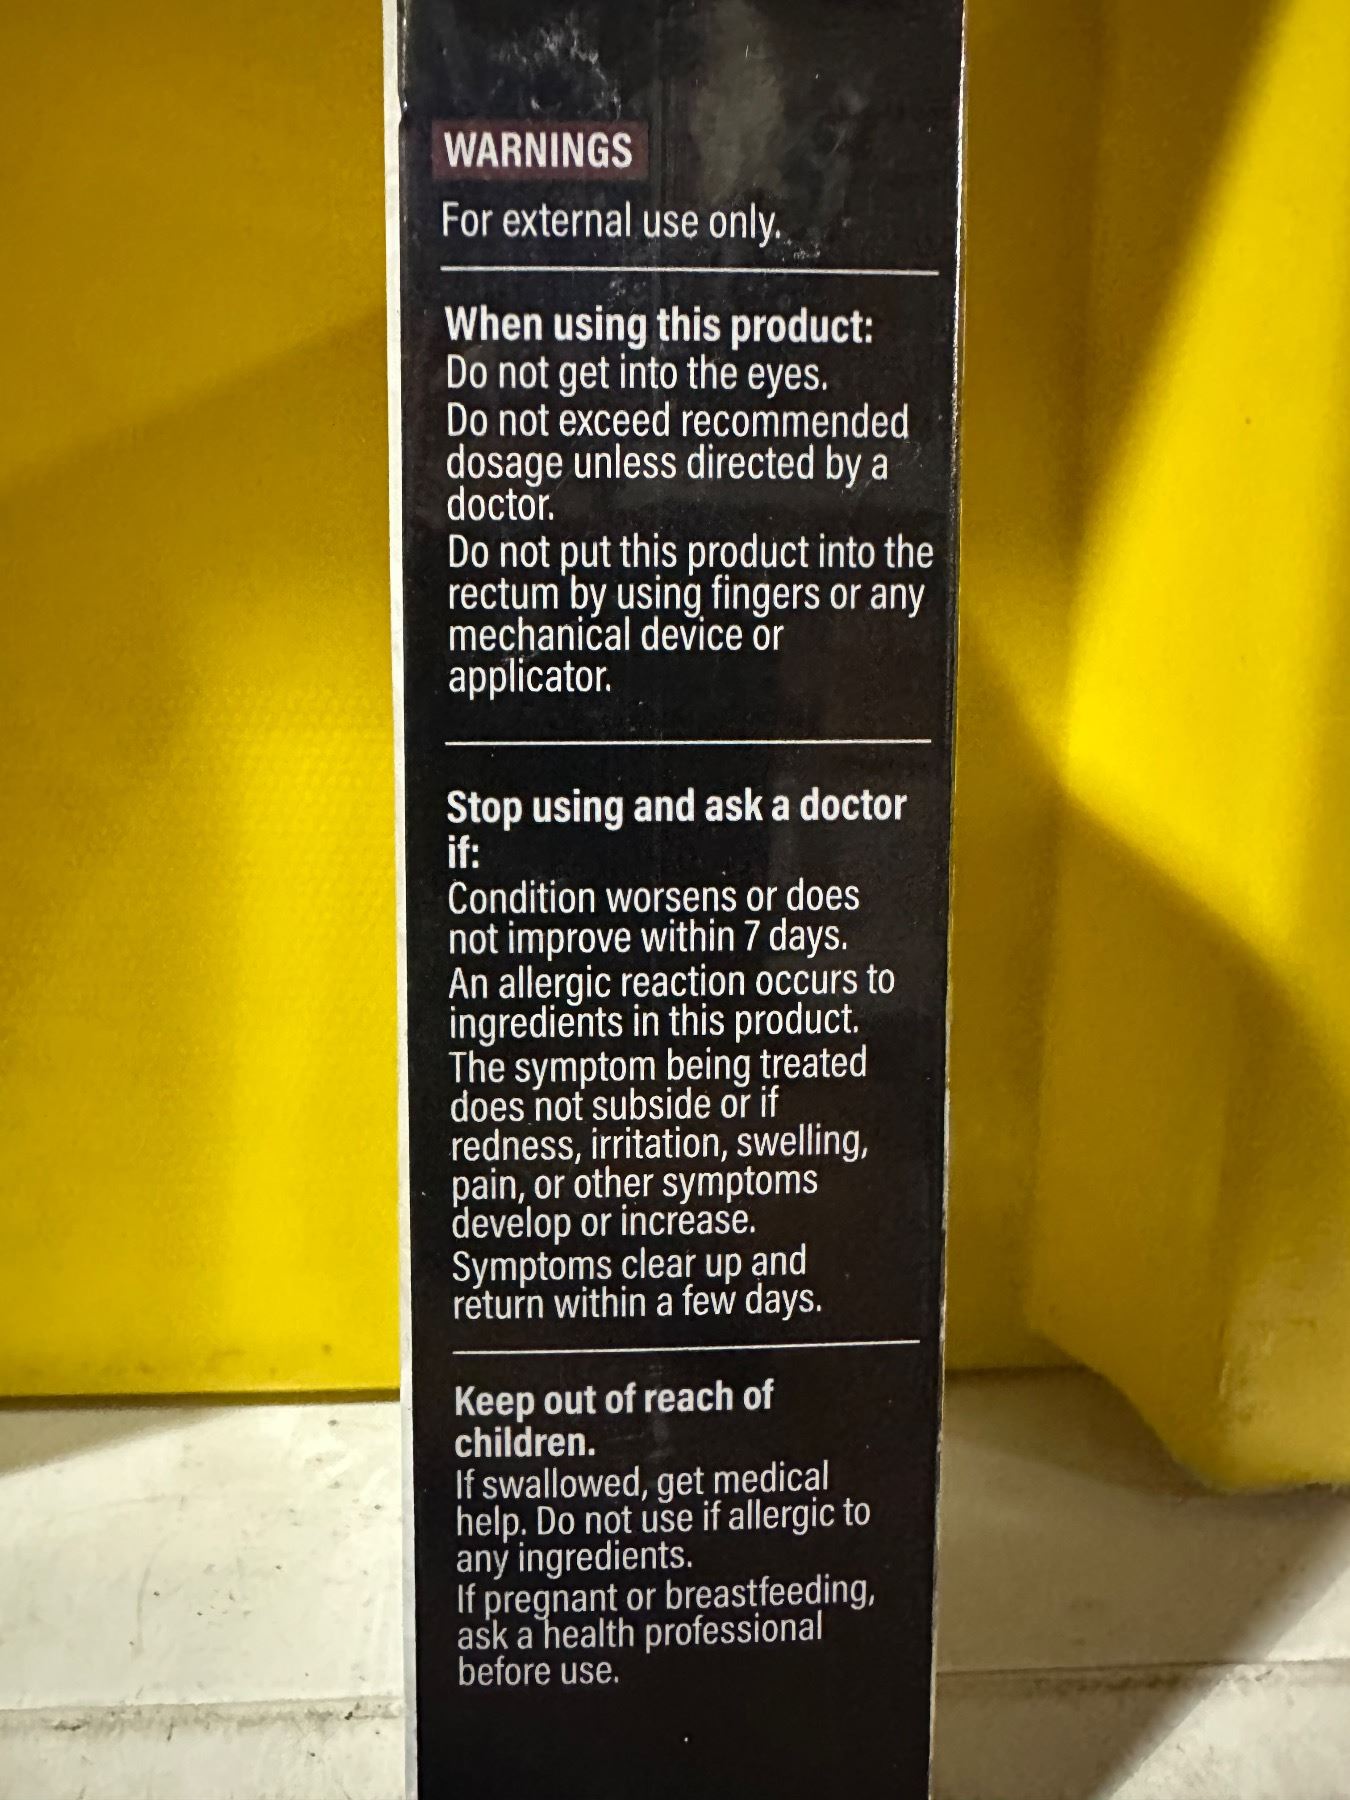 WARNINGS
For external use only.
When using this product:
Do not get into the eyes.
Do not exceed recommended
dosage unless directed by a
doctor.
Do not put this product into the
rectum by using fingers or any
mechanical device or
applicator.
Stop using and ask a doctor
if:
Condition worsens or does
not improve within 7 days.
An allergic reaction occurs to
ingredients in this product.
The symptom being treated
does not subside or if
redness, irritation, swelling,
pain, or other symptoms
develop or increase.
Symptoms clear up and
return within a few days.
Keep out of reach of
children.
If swallowed, get medical
help. Do not use if allergic to
any ingredients.
If pregnant or breastfeeding,
ask a health professional
before use.